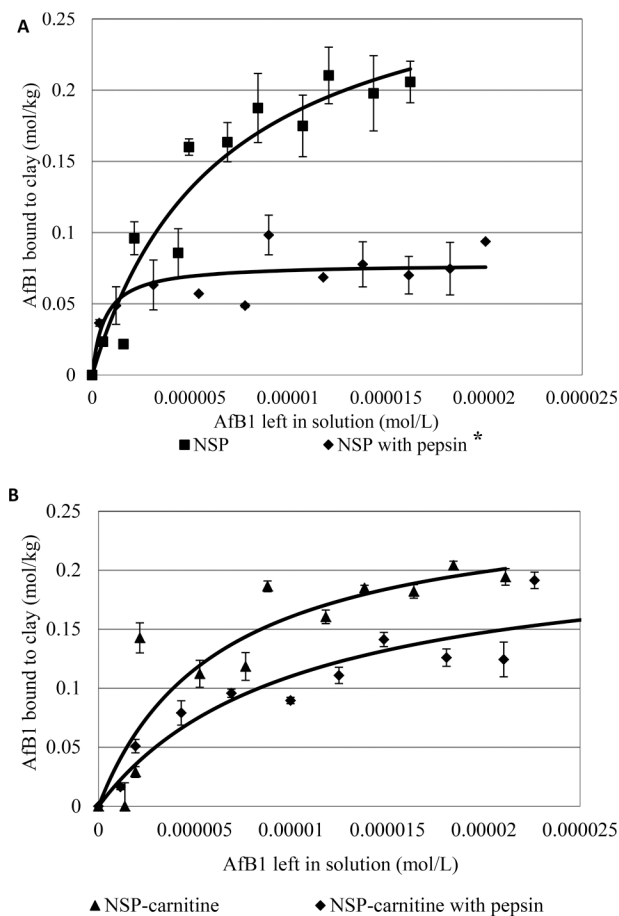 A
AfB1 bound to clay (mol/kg)
0.25
0.2
0.15
0.1
0.05
0
0 0.000005 0.00001 0.000015 0.00002 0.000025
AfB1 left in solution (mol/L)
NSP NSP with pepsin *
B
AfB1 bound to clay (mol/kg)
0.25
0.2
0.15
0.1
0.05
0
0 0.000005 0.00001 0.000015 0.00002 0.000025
AfB1 left in solution (mol/L)
NSP-carnitine NSP-carnitine with pepsin